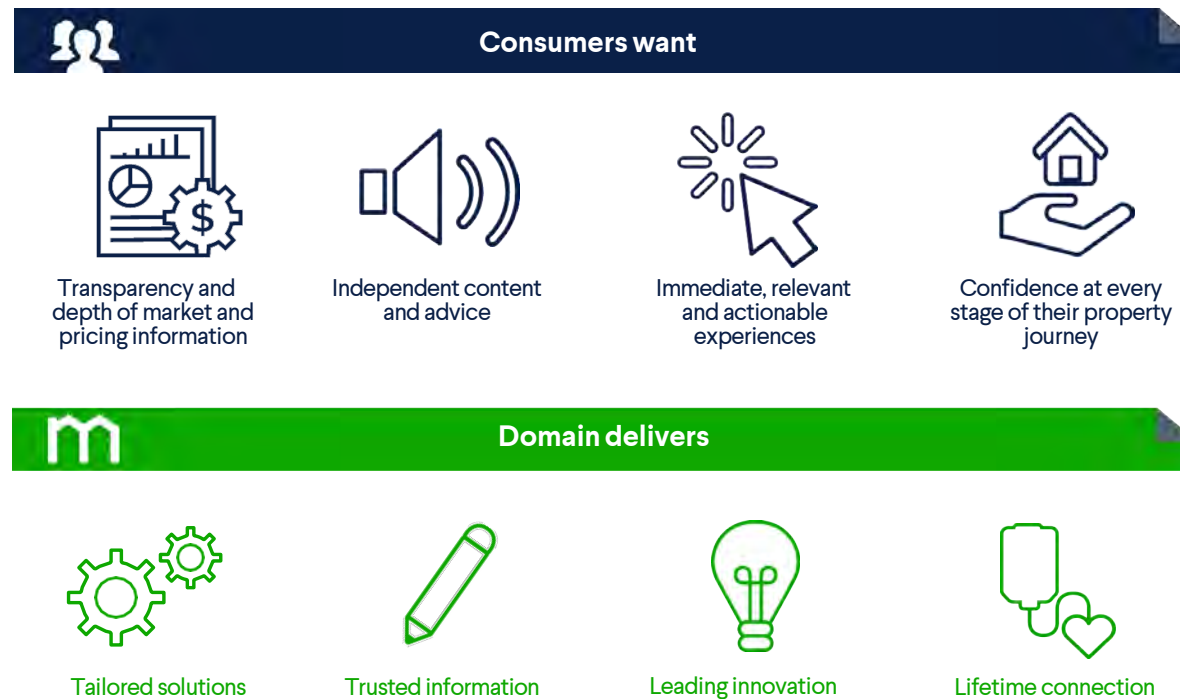 Consumers want
$
Transparency and
depth of market and
pricing information
Independent content
and advice
Immediate, relevant
and actionable
experiences
Confidence at every
stage of their property
journey
Domain delivers
Tailored solutions
Trusted information
Leading innovation
Lifetime connection